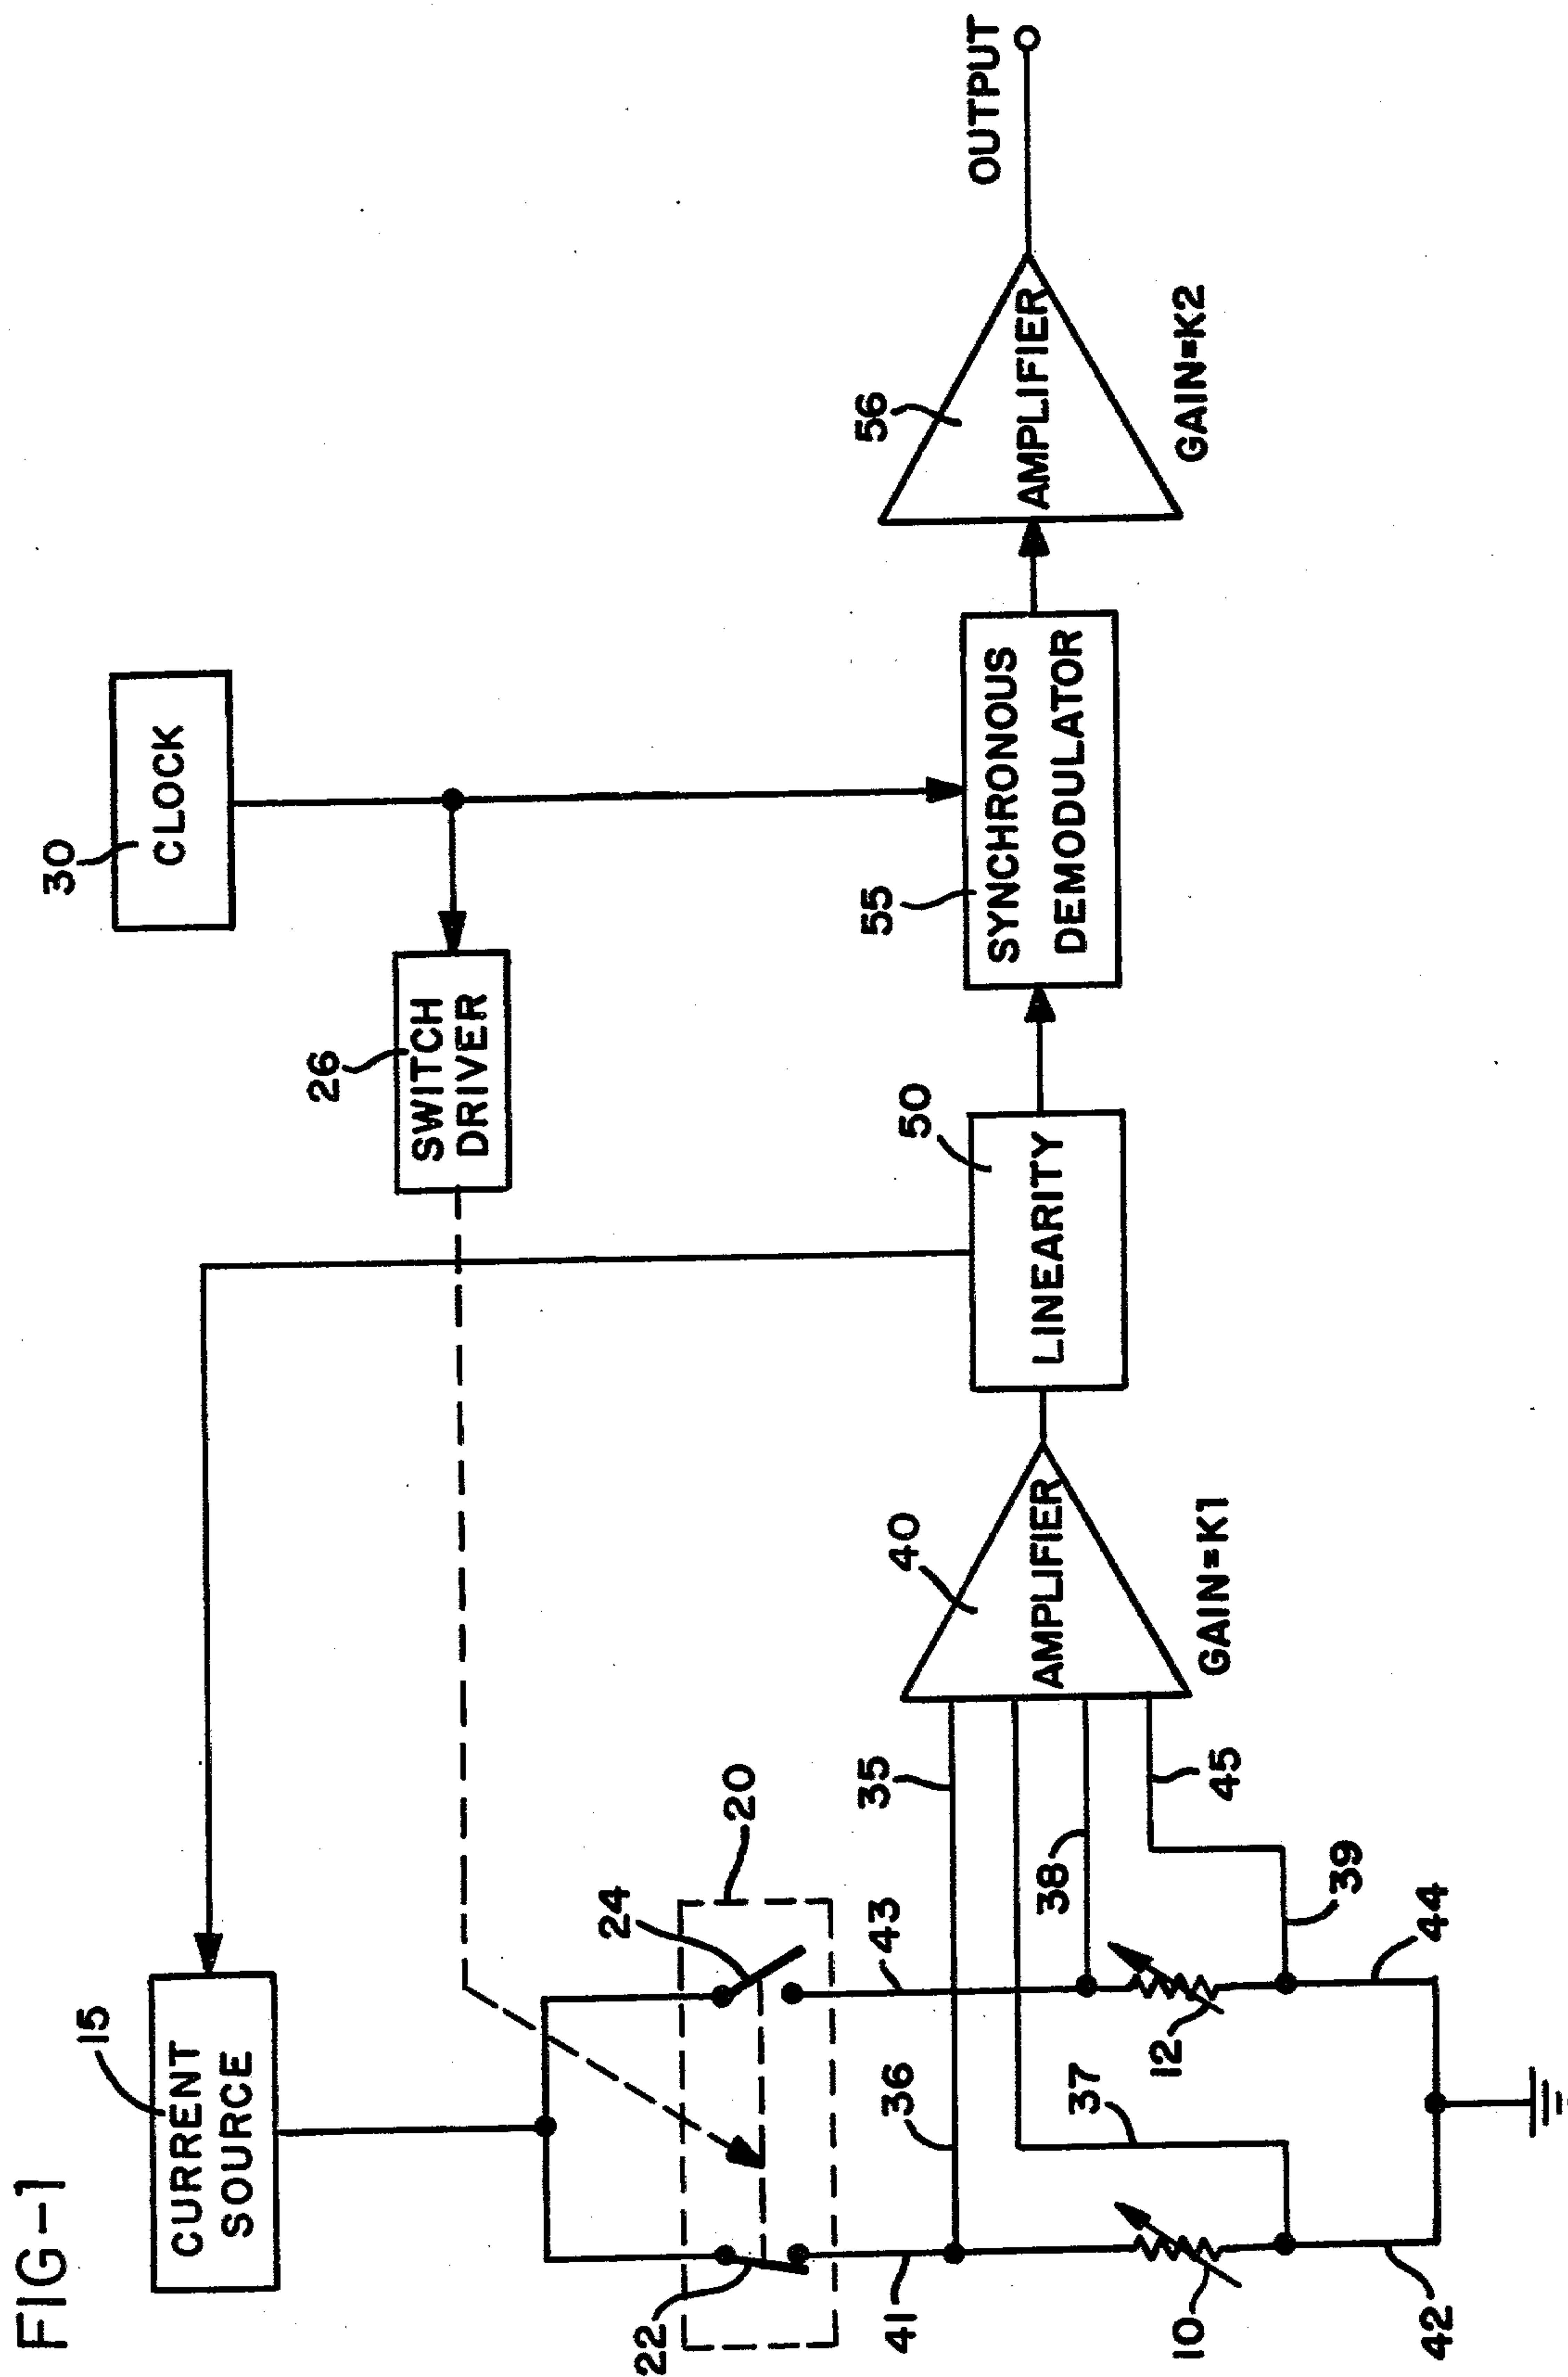 FIG-1
15
CURRENT
SOURCE
30
CLOCK
26
SWITCH
DRIVER
20
22
24
41
43
36
35
38
37
45
39
10
12
42
44
40
AMPLIFIER
GAIN=K1
50
LINEARITY
55
SYNCHRONOUS
DEMODULATOR
56
AMPLIFIER
GAIN=K2
OUTPUT